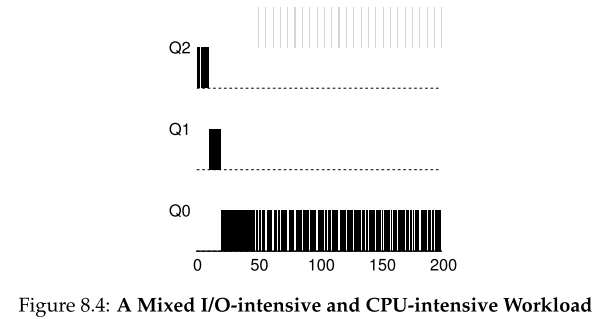 Q2
Q1
Q0
0 50 100 150 200
Figure 8.4: A Mixed I/O-intensive and CPU-intensive Workload